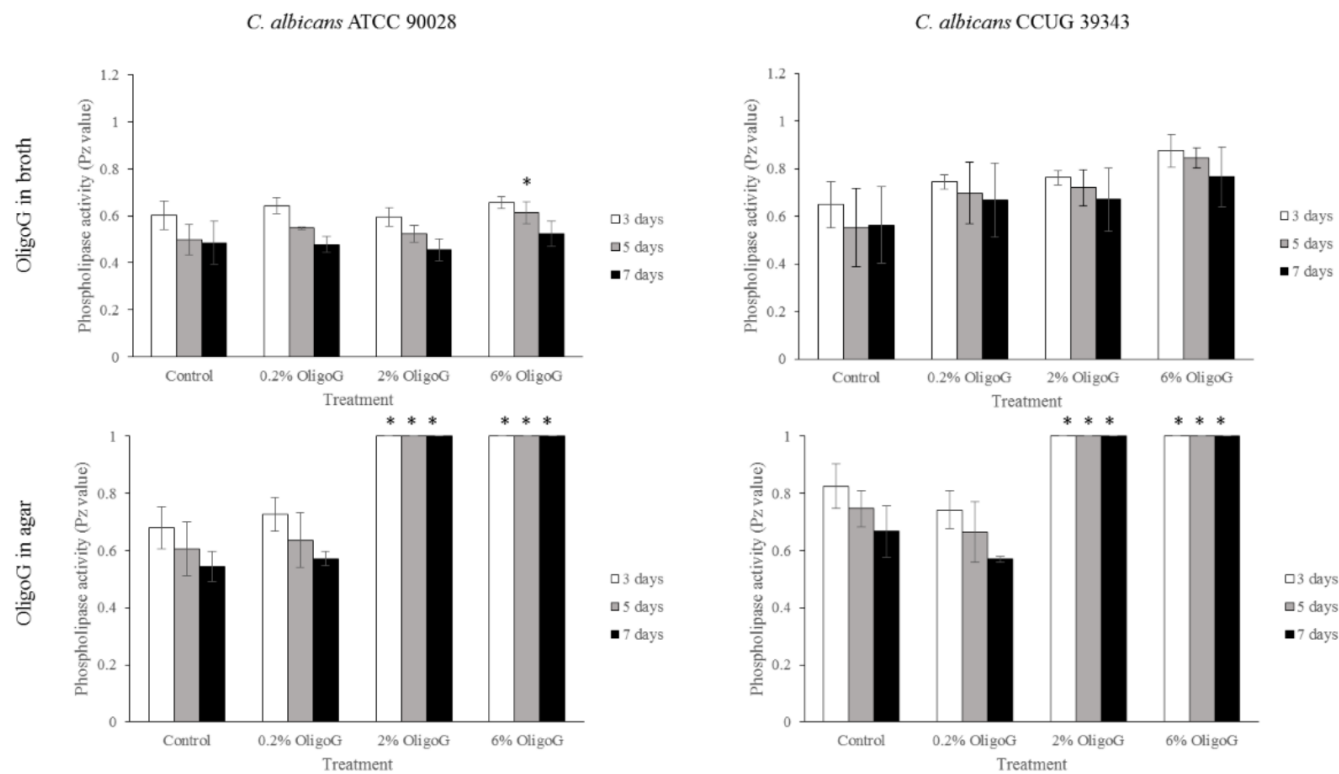 C. albicans ATCC 90028
C. albicans CCUG 39343
OligoG in broth
Phospholipase activity (Pz value)
1.2
1
0.8
0.6
0.4
0.2
0
*
Control
0.2% OligoG
2% OligoG
6% OligoG
Treatment
3 days
5 days
7 days
Phospholipase activity (Pz value)
1.2
1
0.8
0.6
0.4
0.2
0
Control
0.2% OligoG
2% OligoG
6% OligoG
Treatment
3 days
5 days
7 days
OligoG in agar
Phospholipase activity (Pz value)
1
0.8
0.6
0.4
0.2
0
* * *
* * *
Control
0.2% OligoG
2% OligoG
6% OligoG
Treatment
3 days
5 days
7 days
Phospholipase activity (Pz value)
1
0.8
0.6
0.4
0.2
0
* * *
* * *
Control
0.2% OligoG
2% OligoG
6% OligoG
Treatment
3 days
5 days
7 days